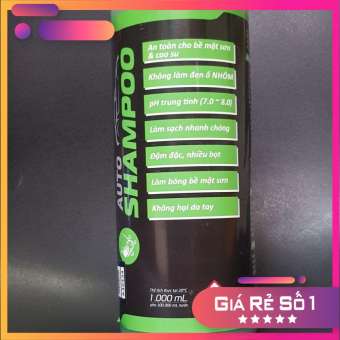 AUTO
SHAMPOO
An toàn cho bề mặt sơn
& cao su
Không làm đen ố NHÔM
pH trung tính (7.0 ~ 8.0)
Làm sạch nhanh chóng
Đậm đặc, nhiều bọt
Làm bóng bề mặt sơn
Không hại da tay
1.000 mL
GIÁ RẺ SỐ 1